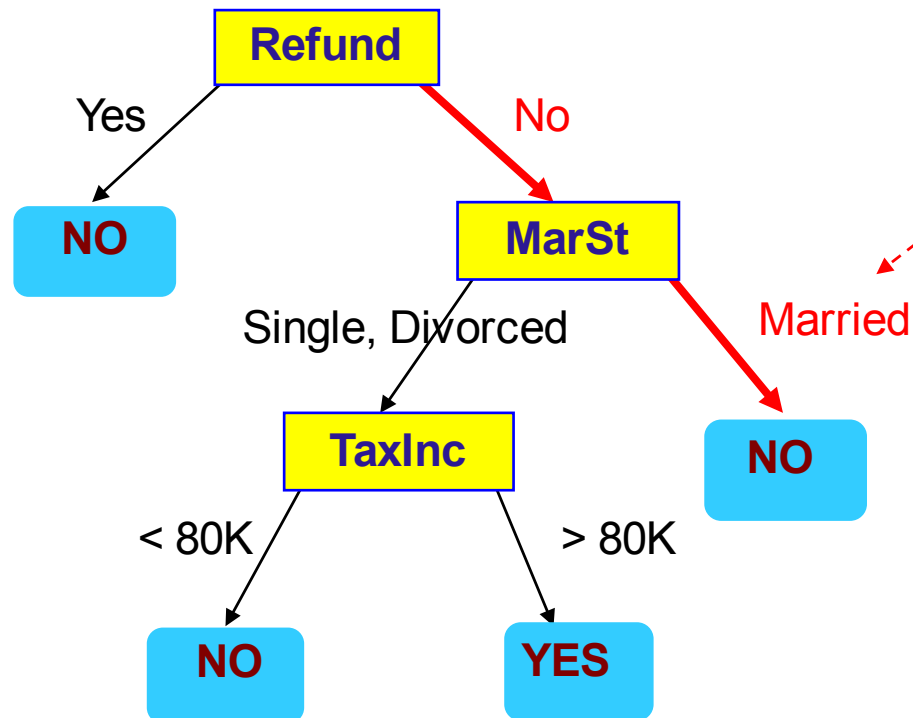 Refund
Yes
No
NO
MarSt
Single, Divorced
Married
TaxInc
NO
< 80K
> 80K
NO
YES